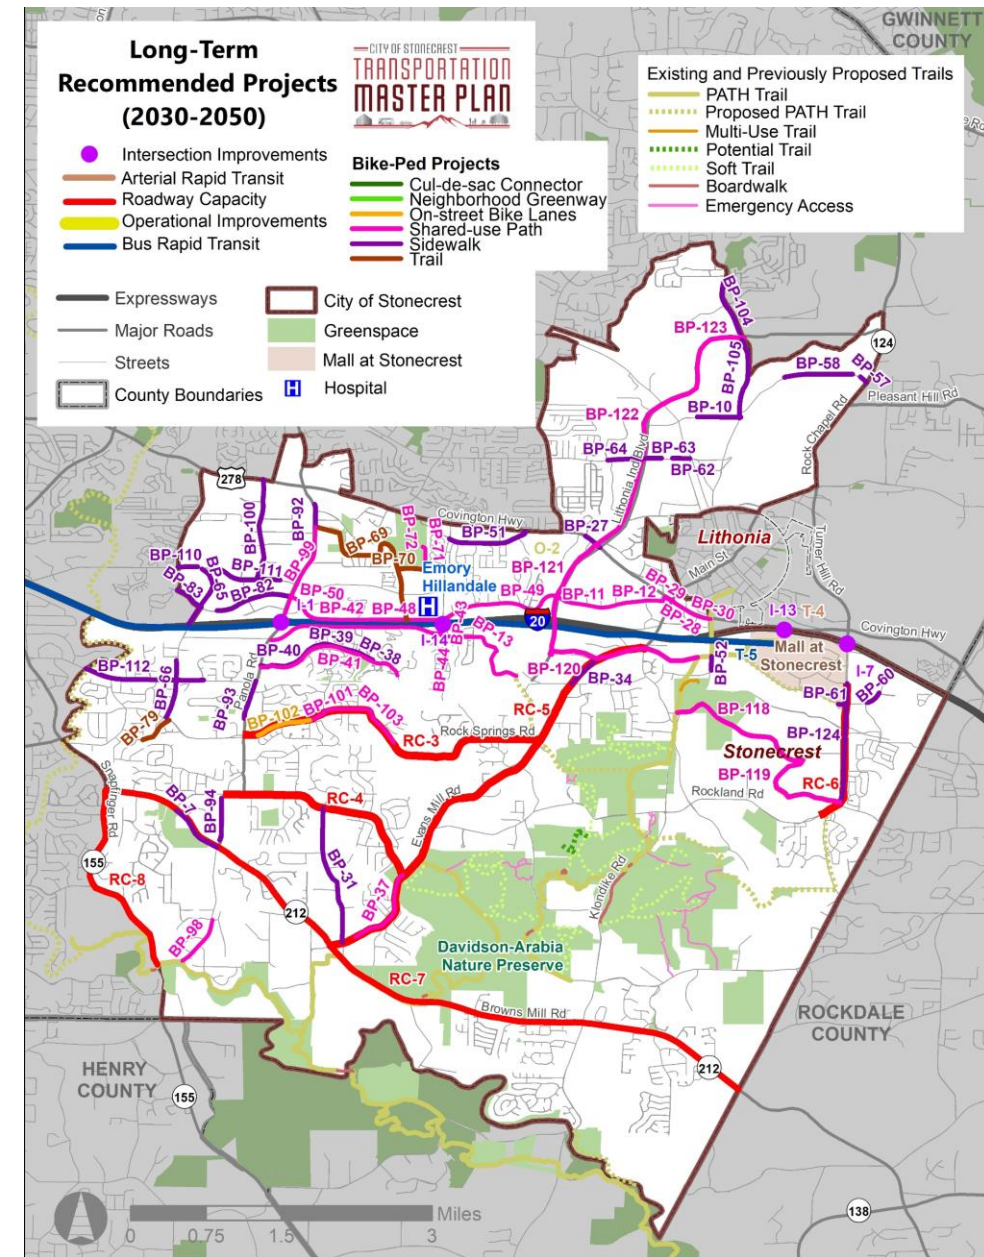 Long-Term
Recommended Projects
(2030-2050)
CITY OF STONECREST
TRANSPORTATION
MASTER PLAN
Intersection Improvements
Arterial Rapid Transit
Roadway Capacity
Operational Improvements
Bus Rapid Transit
Bike-Ped Projects
Cul-de-sac Connector
Neighborhood Greenway
On-street Bike Lanes
Shared-use Path
Sidewalk
Trail
Expressways
Major Roads
Streets
County Boundaries
City of Stonecrest
Greenspace
Mall at Stonecrest
H
Hospital
Existing and Previously Proposed Trails
PATH Trail
Proposed PATH Trail
Multi-Use Trail
Potential Trail
Soft Trail
Boardwalk
Emergency Access
GWINNETT
COUNTY
BP-104
BP-123
BP-105
124
BP-58
BP-57
Pleasant Hill Rd
BP-10
BP-122
Rock Chapel Rd
BP-64
BP-63
BP-62
Lithonia Ind Blvd
278
BP-100
BP-92
Covington Hwy
BP-51
BP-27
BP-69
BP-70
BP-72
BP-71
BP-99
O-2
BP-121
Lithonia
Main St
Turner Hill Rd
BP-110
BP-111
BP-65
BP-82
BP-83
Emory
Hillandale
H
BP-50
BP-42
BP-48
BP-49
BP-11
BP-12
BP-29
BP-30
BP-28
I-1
BP-43
I-14
BP-13
20
I-13
T-4
Covington Hwy
BP-39
BP-38
BP-40
BP-41
BP-44
BP-120
BP-34
BP-52
T-5
Mall at
Stonecrest
I-7
BP-112
BP-66
Panola Rd
BP-93
BP-61
BP-60
BP-79
BP-102
BP-101
BP-103
RC-5
Rock Springs Rd
RC-3
BP-118
Stonecrest
BP-124
BP-119
Rockland Rd
RC-6
Snapfinger Rd
BP-7
BP-94
RC-4
Evans Mill Rd
155
RC-8
BP-31
BP-37
212
Klondike Rd
BP-98
Davidson-Arabia
Nature Preserve
RC-7
Browns Mill Rd
ROCKDALE
COUNTY
HENRY
COUNTY
155
212
138
Miles
0
0.75
1.5
3